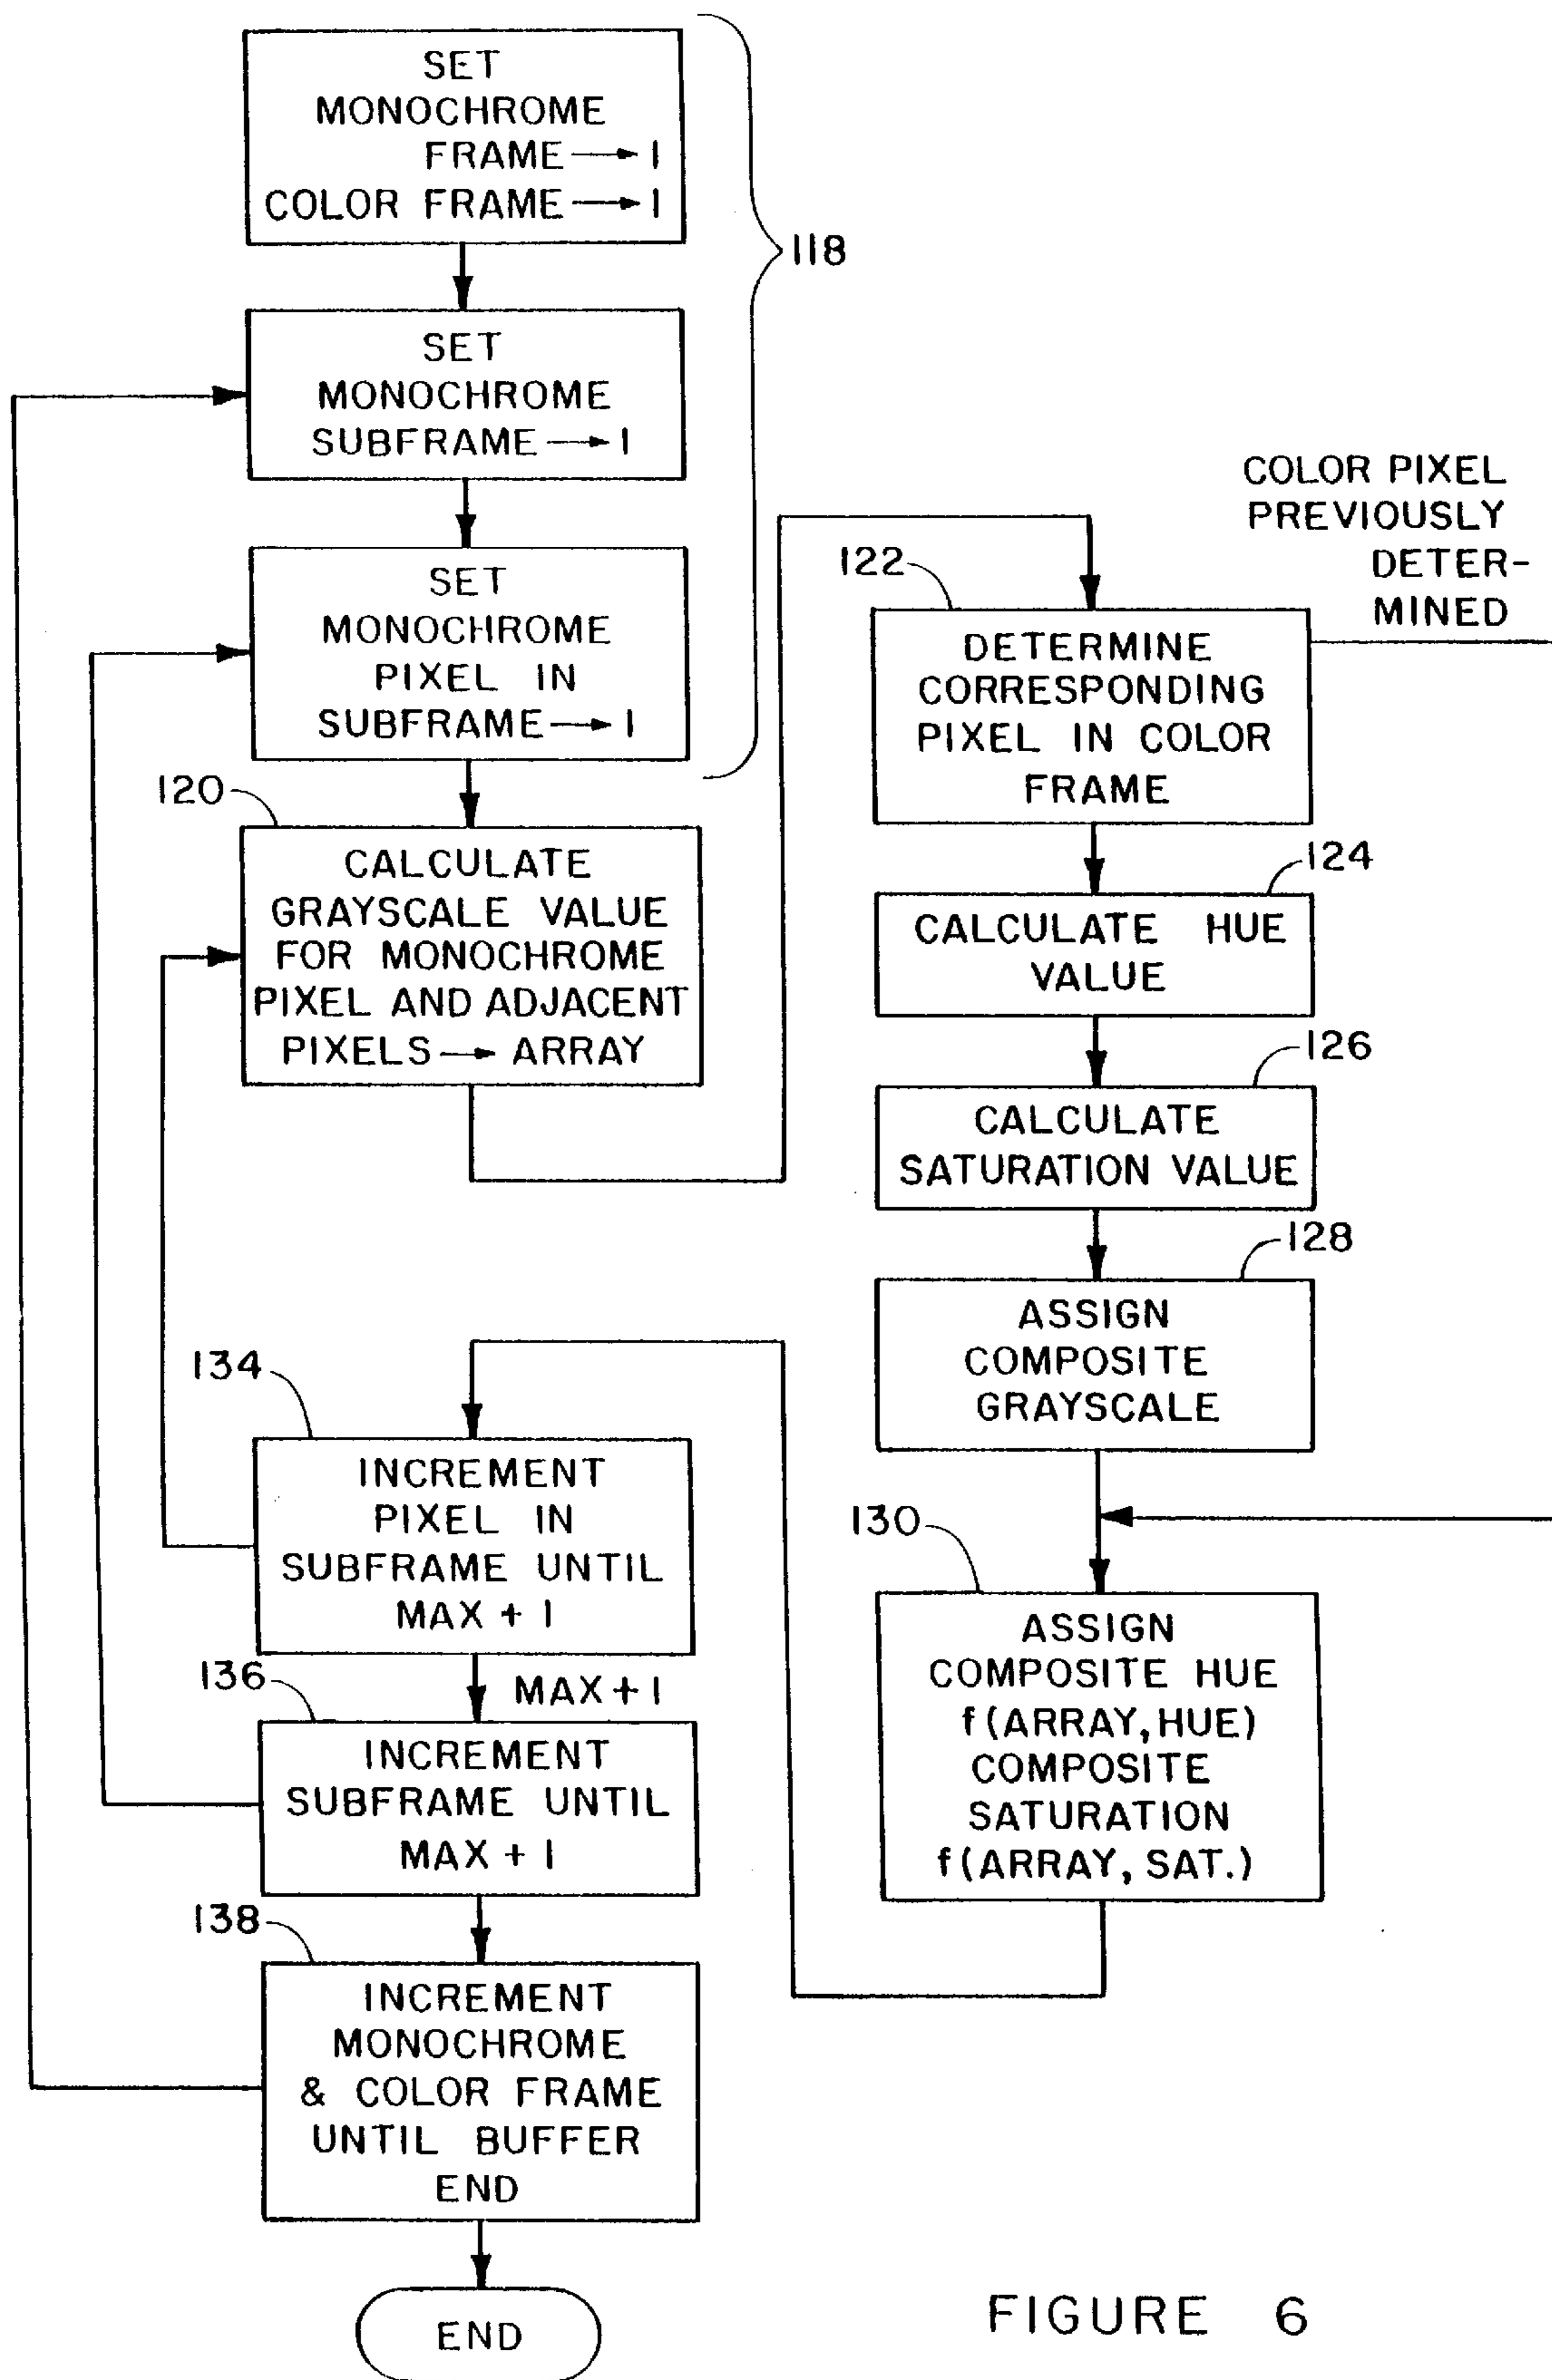 SET
MONOCHROME
FRAME → 1
COLOR FRAME → 1
118
SET
MONOCHROME
SUBFRAME → 1
SET
MONOCHROME
PIXEL IN
SUBFRAME → 1
120
CALCULATE
GRAYSCALE VALUE
FOR MONOCHROME
PIXEL AND ADJACENT
PIXELS → ARRAY
COLOR PIXEL
PREVIOUSLY
DETER-
MINED
122
DETERMINE
CORRESPONDING
PIXEL IN COLOR
FRAME
124
CALCULATE HUE
VALUE
126
CALCULATE
SATURATION VALUE
128
ASSIGN
COMPOSITE
GRAYSCALE
130
ASSIGN
COMPOSITE HUE
f(ARRAY, HUE)
COMPOSITE
SATURATION
f(ARRAY, SAT.)
134
INCREMENT
PIXEL IN
SUBFRAME UNTIL
MAX + 1
MAX + 1
136
INCREMENT
SUBFRAME UNTIL
MAX + 1
138
INCREMENT
MONOCHROME
& COLOR FRAME
UNTIL BUFFER
END
END
FIGURE 6